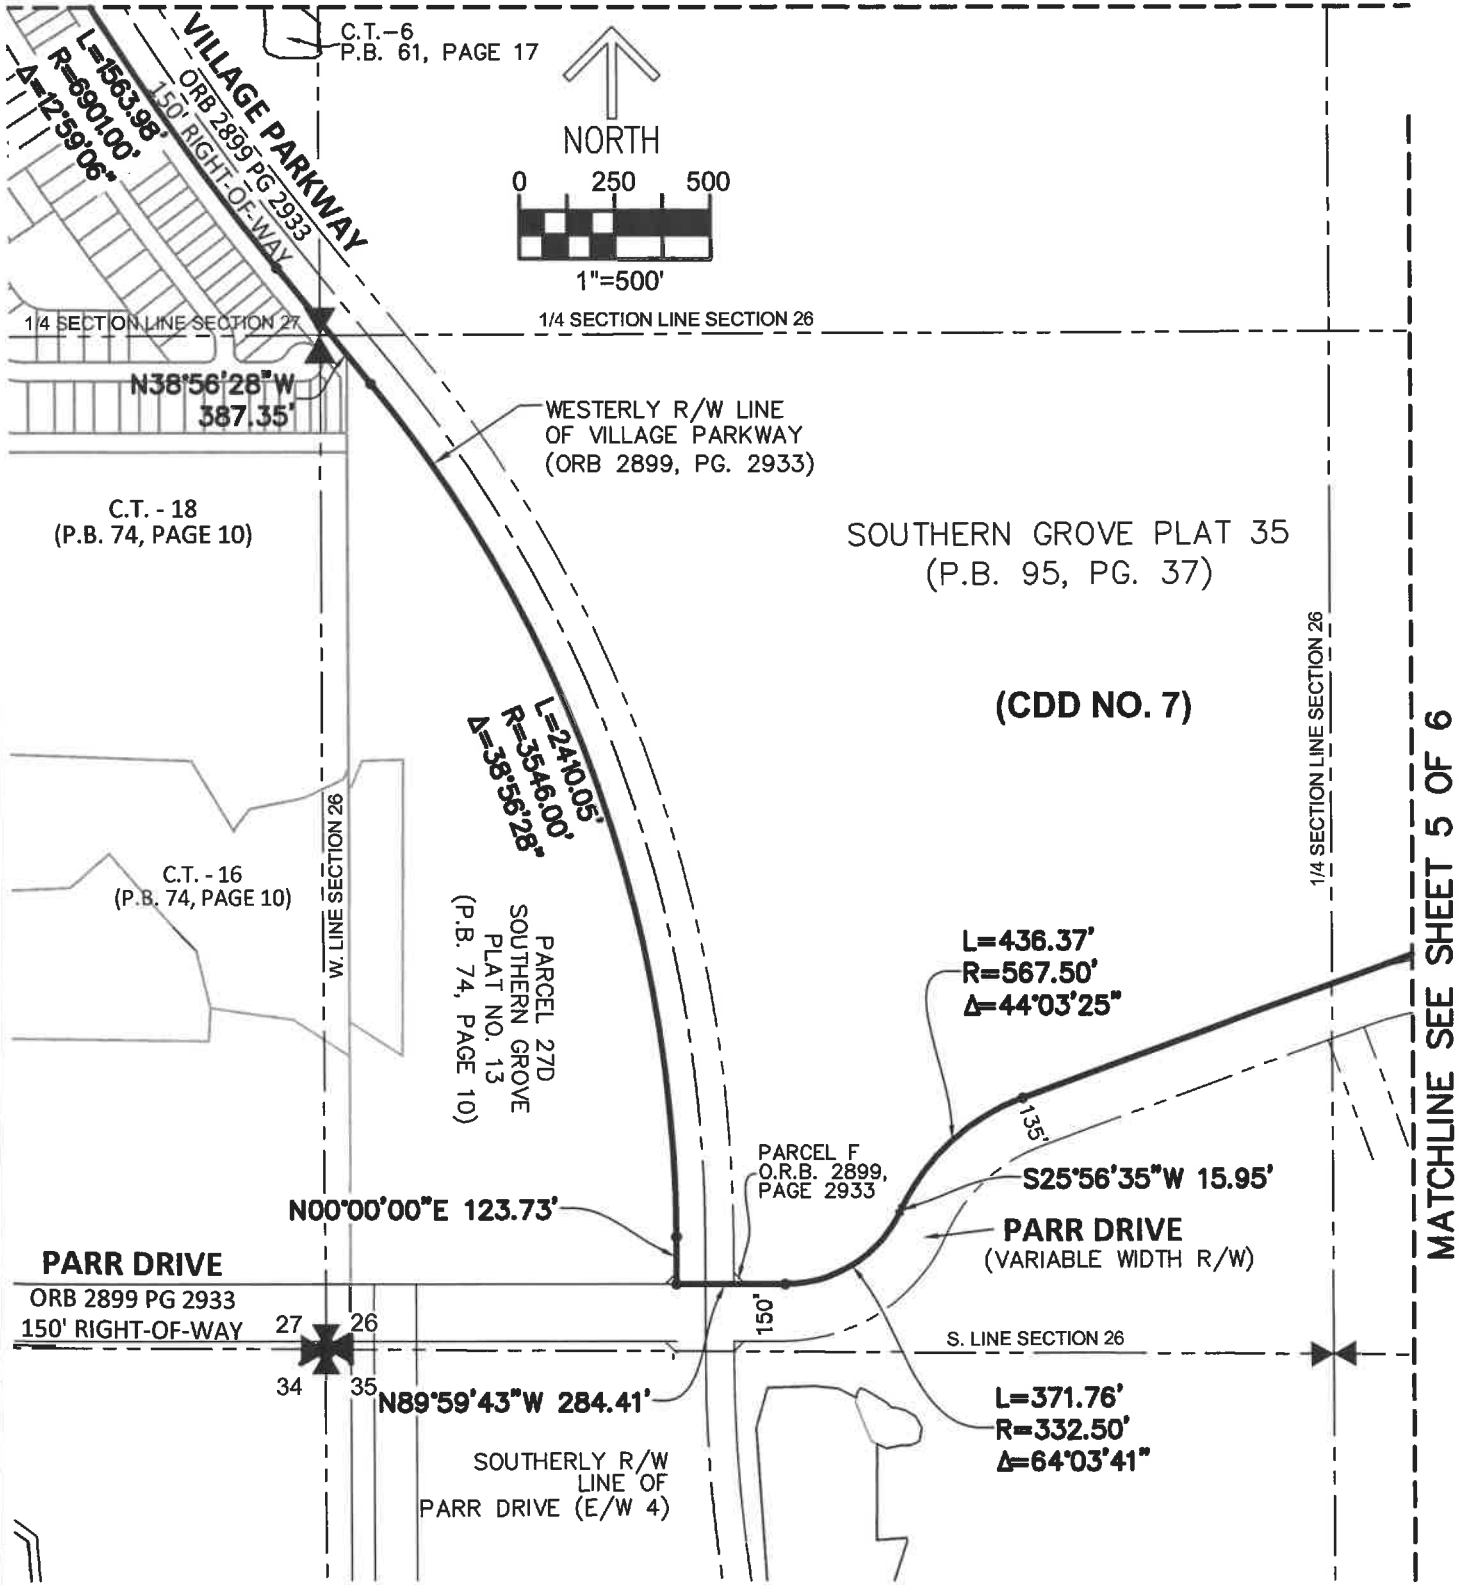 C.T.-6
P.B. 61, PAGE 17
VILLAGE PARKWAY
ORB 2899 PG 2933
150' RIGHT-OF-WAY
L=1563.98'
R=6901.00'
Δ=12°59'06"
NORTH
0 250 500
1"=500'
1/4 SECTION LINE SECTION 27
1/4 SECTION LINE SECTION 26
N38°56'28"W
387.35'
WESTERLY R/W LINE
OF VILLAGE PARKWAY
(ORB 2899, PG. 2933)
C.T. - 18
(P.B. 74, PAGE 10)
SOUTHERN GROVE PLAT 35
(P.B. 95, PG. 37)
1/4 SECTION LINE SECTION 26
(CDD NO. 7)
L=2410.05'
R=3546.00'
Δ=38°56'28"
MATCHLINE SEE SHEET 5 OF 6
W. LINE SECTION 26
C.T. - 16
(P.B. 74, PAGE 10)
PARCEL 27D
SOUTHERN GROVE
PLAT NO. 13
(P.B. 74, PAGE 10)
L=436.37'
R=567.50'
Δ=44°03'25"
135'
PARCEL F
O.R.B. 2899,
PAGE 2933
S25°56'35"W 15.95'
N00°00'00"E 123.73'
PARR DRIVE
(VARIABLE WIDTH R/W)
PARR DRIVE
ORB 2899 PG 2933
150' RIGHT-OF-WAY
27 26
34 35
150'
S. LINE SECTION 26
N89°59'43"W 284.41'
L=371.76'
R=332.50'
Δ=64°03'41"
SOUTHERLY R/W
LINE OF
PARR DRIVE (E/W 4)